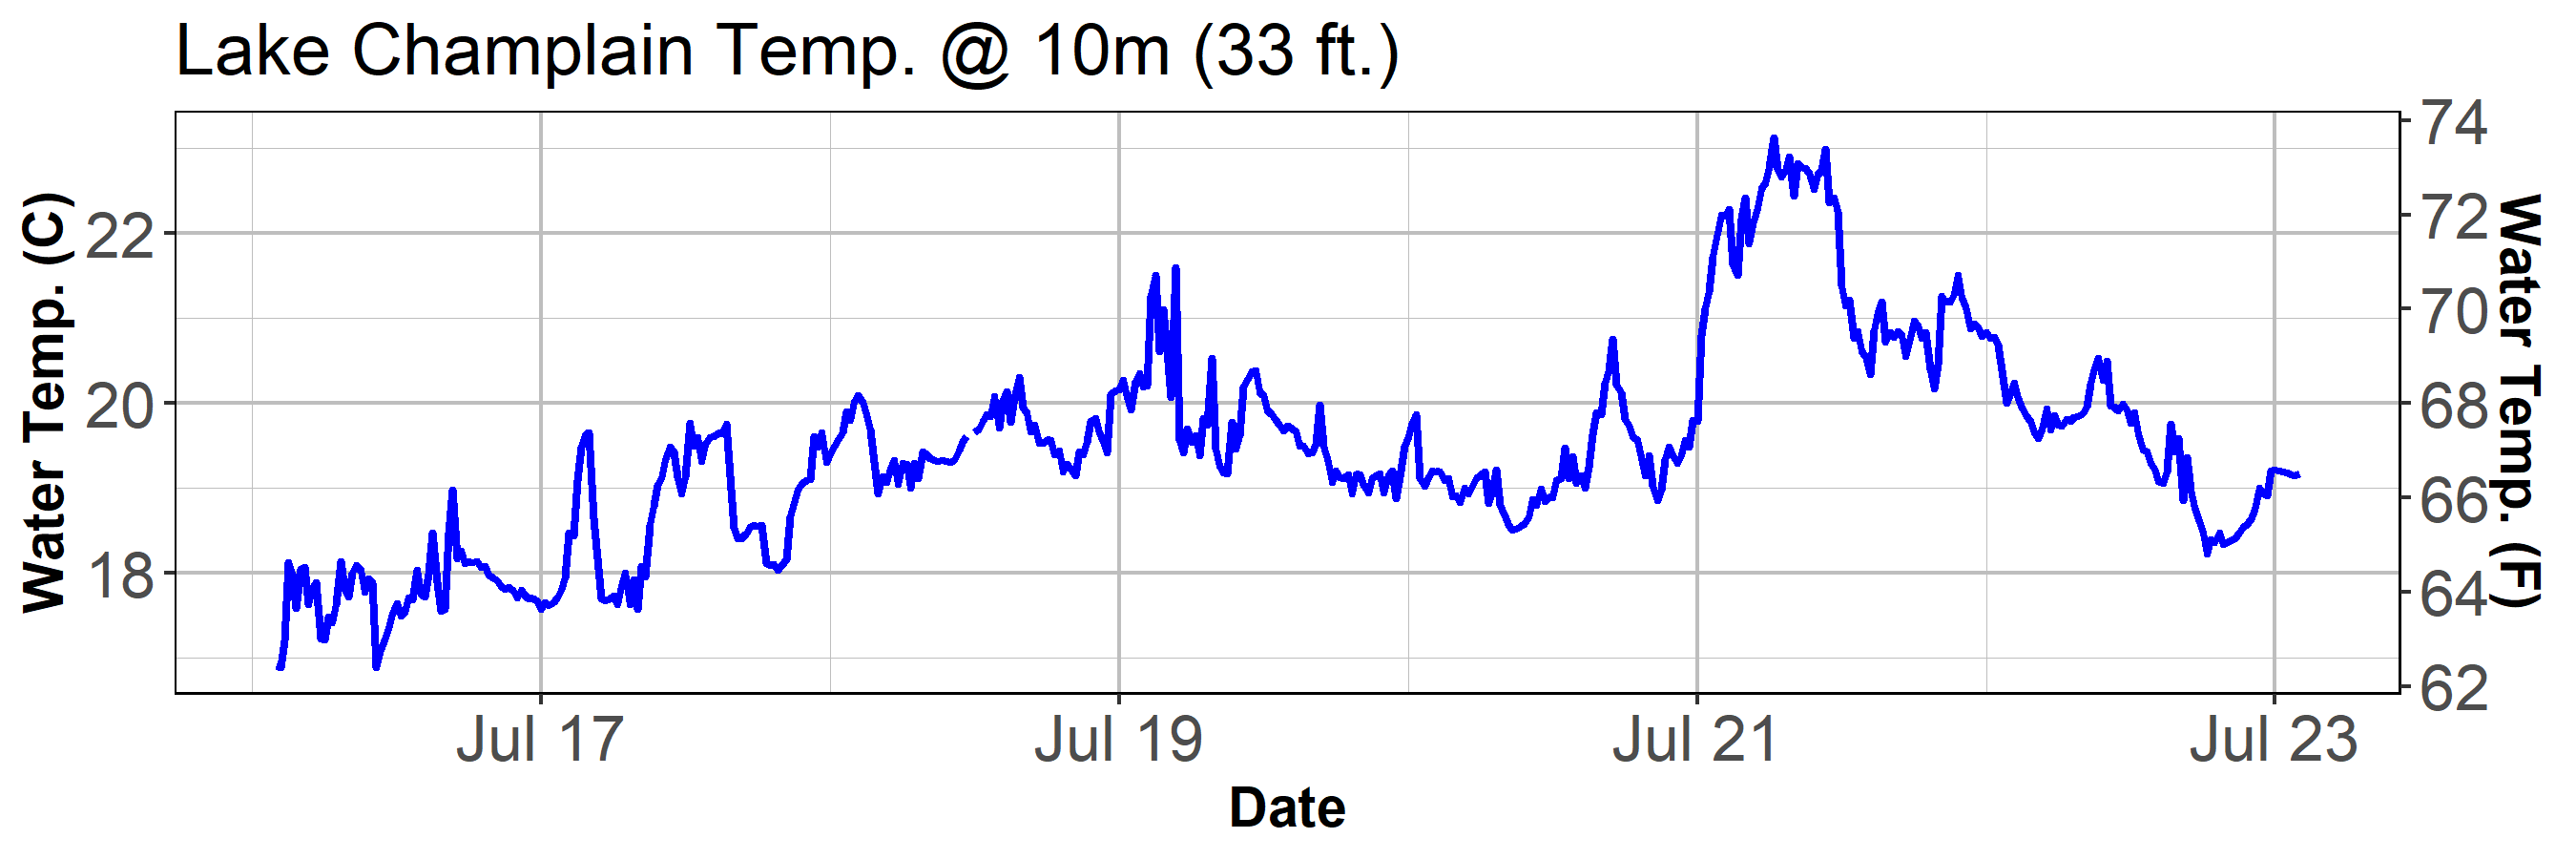 Lake Champlain Temp. @ 10m (33 ft.)
Water Temp. (C)
22
20
18
74
72
70
68
66
64
62
Water Temp. (F)
Jul 17
Jul 19
Jul 21
Jul 23
Date